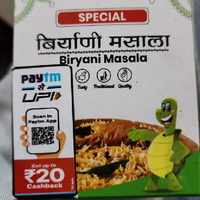 SPECIAL
बिर्याणी मसाला
Biryani Masala
Tasty Traditional Quality
paytm
से
UPI
Scan in
Paytm App
Get up to
₹20
Cashback